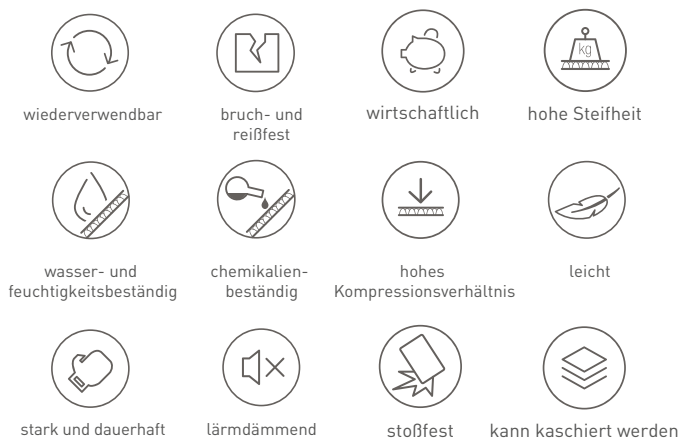 kg
wiederverwendbar
bruch- und
reißfest
wirtschaftlich
hohe Steifheit
wasser- und
feuchtigkeitsbeständig
chemikalien-
beständig
hohes
Kompressionsverhältnis
leicht
stark und dauerhaft
lärmdämmend
stoßfest
kann kaschiert werden